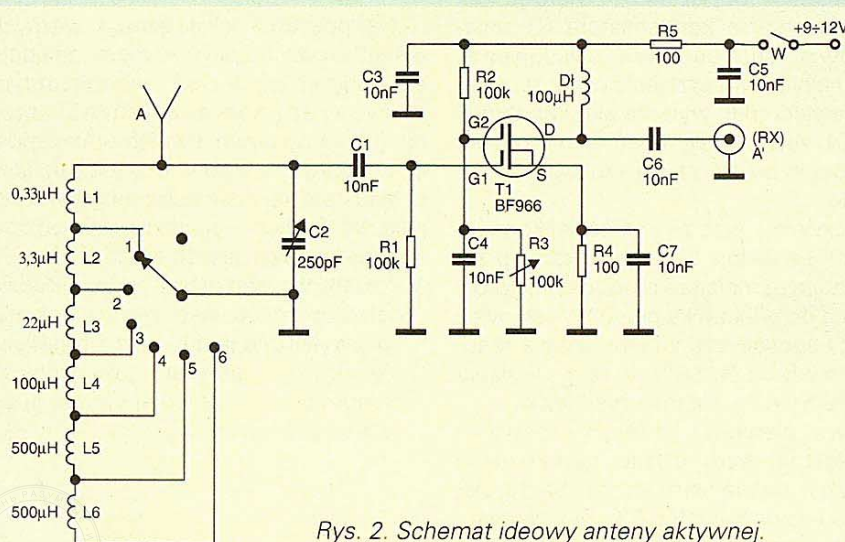 R5
100
+9÷12V
W
C3
10nF
R2
100k
Dł
100µH
C5
10nF
A
G2
D
(RX)
A'
C1
10nF
C6
10nF
G1
S
T1
BF966
0,33µH
L1
3,3µH
L2
1
C2
250pF
R1
100k
C4
10nF
R3
100k
R4
100
C7
10nF
2
22µH
L3
3
4
5
6
100µH
L4
500µH
L5
500µH
L6
Rys. 2. Schemat ideowy anteny aktywnej.